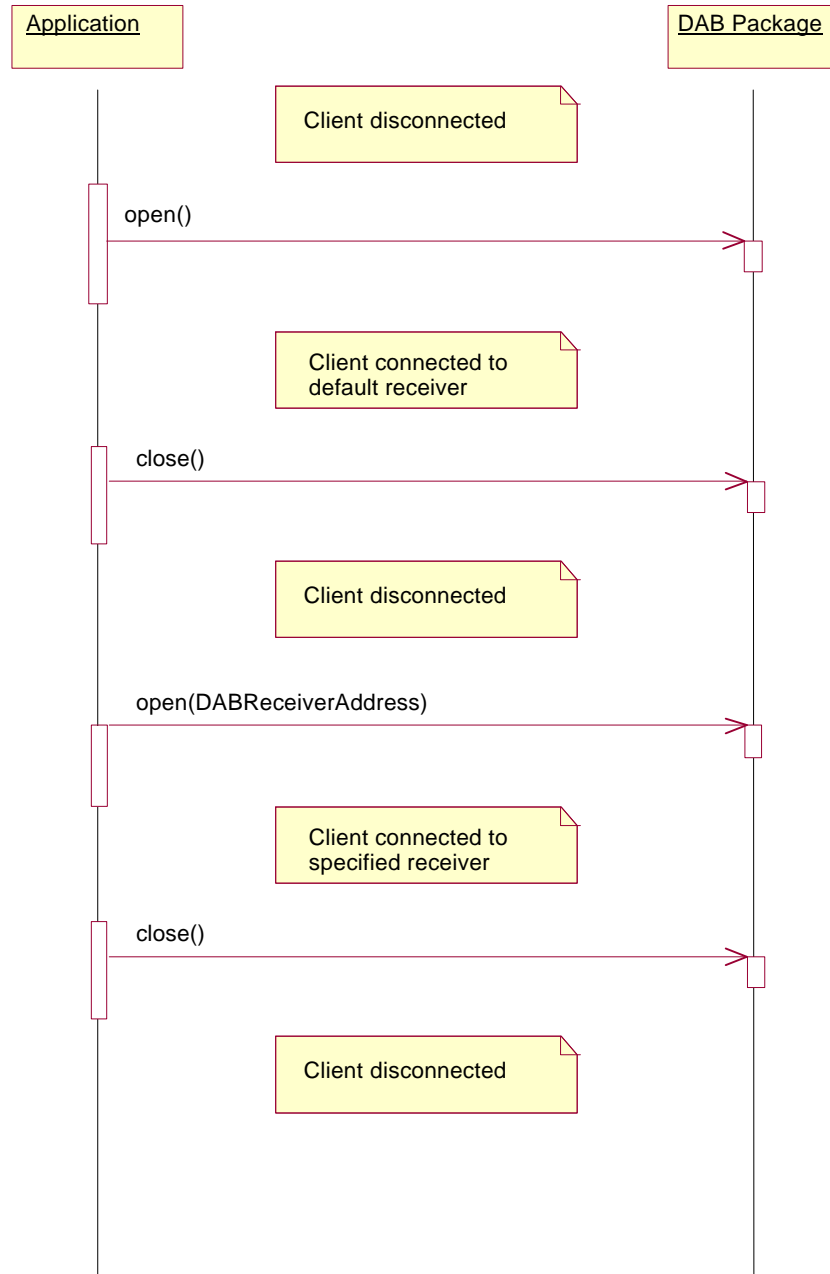 Application
DAB Package
Client disconnected
open()
Client connected to
default receiver
close()
Client disconnected
open(DABReceiverAddress)
Client connected to
specified receiver
close()
Client disconnected